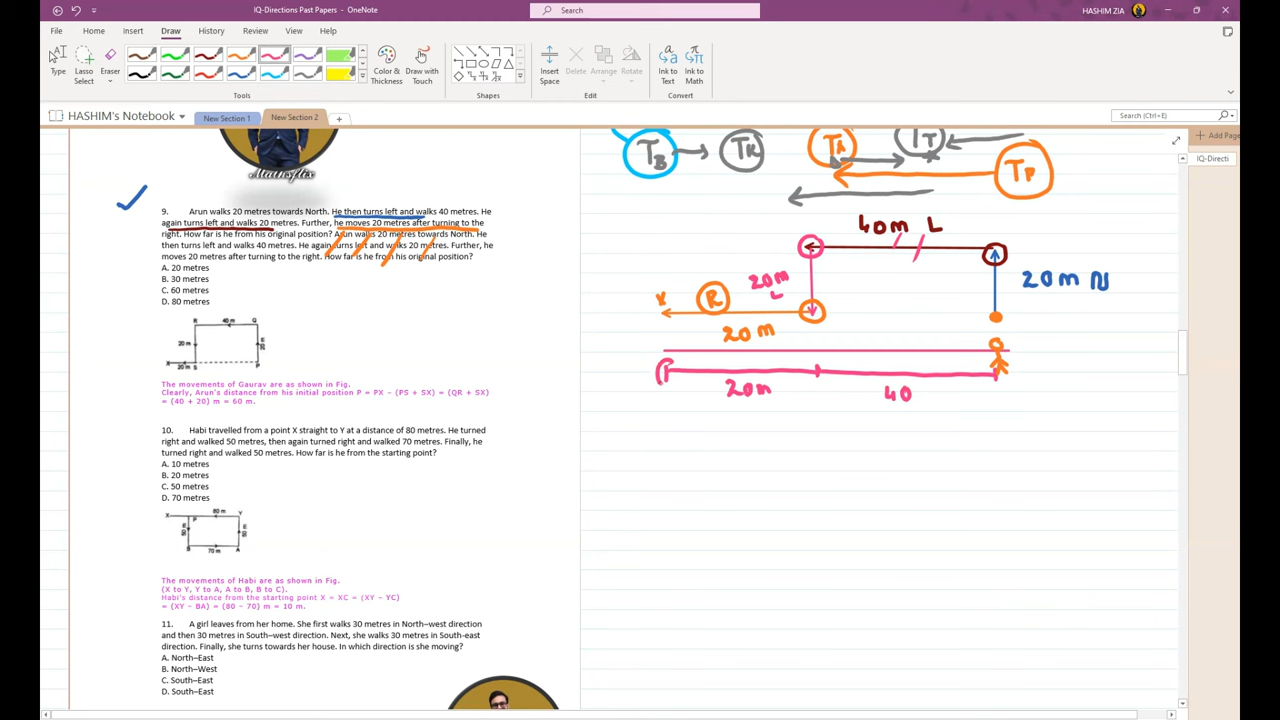 IQ-Directions Past Papers - OneNote
Search
HASHIM ZIA
File Home Insert Draw History Review View Help
Type
Lasso Select
Eraser
Color & Thickness
Draw with Touch
Insert Space
Delete
Arrange
Rotate
Ink to Text
Ink to Math
Tools
Shapes
Edit
Convert
HASHIM's Notebook
New Section 1
New Section 2
Search (Ctrl+E)
Add Page
IQ-Directi
Mainsflix
TB
TK
TA
TT
TP
9. Arun walks 20 metres towards North. He then turns left and walks 40 metres. He
again turns left and walks 20 metres. Further, he moves 20 metres after turning to the
right. How far is he from his original position? Arun walks 20 metres towards North. He
then turns left and walks 40 metres. He again turns left and walks 20 metres. Further, he
moves 20 metres after turning to the right. How far is he from his original position?
A. 20 metres
B. 30 metres
C. 60 metres
D. 80 metres
R 40 m Q
20 m
20 m
X 20 m S P
The movements of Gaurav are as shown in Fig.
Clearly, Arun's distance from his initial position P = PX – (PS + SX) = (QR + SX)
= (40 + 20) m = 60 m.
40m L
20m N
20m
L
R
x
20m
20m
40
10. Habi travelled from a point X straight to Y at a distance of 80 metres. He turned
right and walked 50 metres, then again turned right and walked 70 metres. Finally, he
turned right and walked 50 metres. How far is he from the starting point?
A. 10 metres
B. 20 metres
C. 50 metres
D. 70 metres
X P 80 m Y
50 m
50 m
B 70 m A
The movements of Habi are as shown in Fig.
(X to Y, Y to A, A to B, B to C).
Habi's distance from the starting point X = XC = (XY – YC)
= (XY – BA) = (80 – 70) m = 10 m.
11. A girl leaves from her home. She first walks 30 metres in North–west direction
and then 30 metres in South–west direction. Next, she walks 30 metres in South-east
direction. Finally, she turns towards her house. In which direction is she moving?
A. North–East
B. North–West
C. South–East
D. South–East